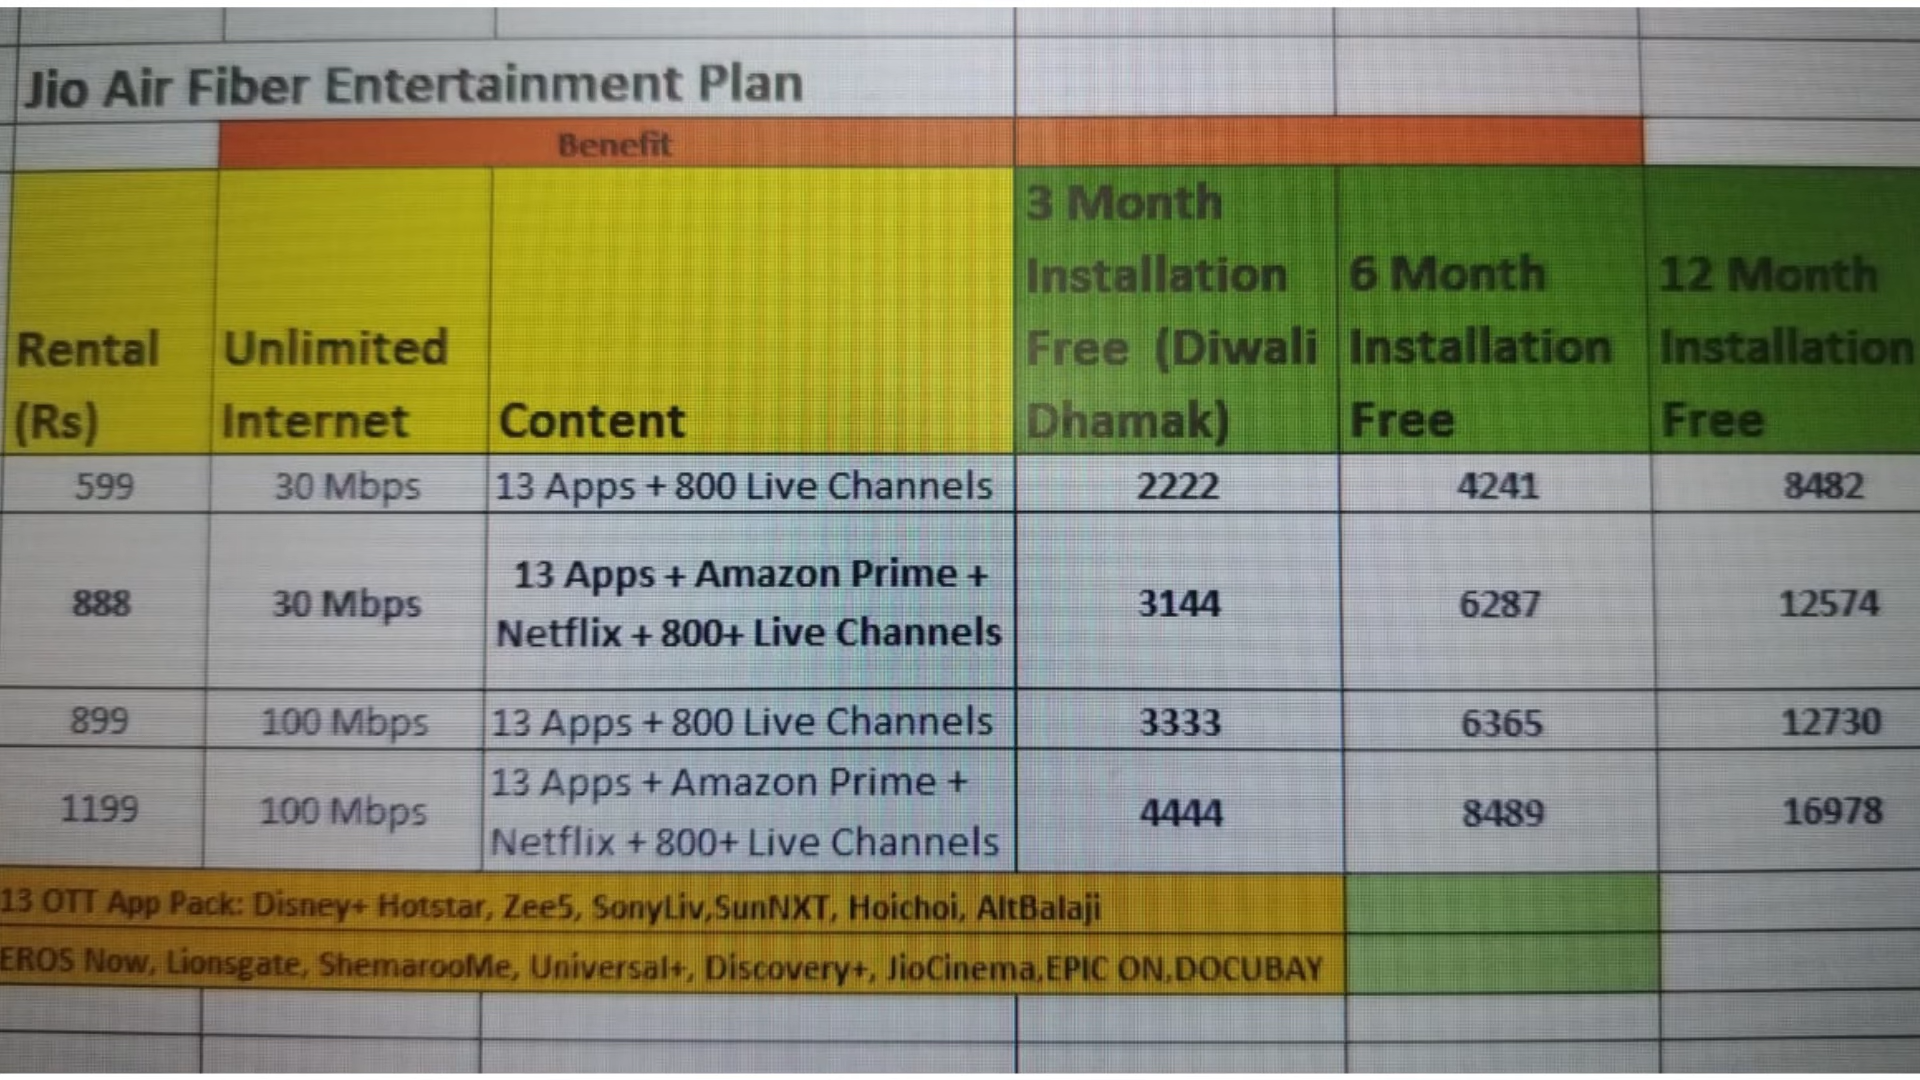 Jio Air Fiber Entertainment Plan
Benefit
Rental (Rs) Unlimited Internet Content 3 Month Installation Free (Diwali Dhamak) 6 Month Installation Free 12 Month Installation Free
599 30 Mbps 13 Apps + 800 Live Channels 2222 4241 8482
888 30 Mbps 13 Apps + Amazon Prime + Netflix + 800+ Live Channels 3144 6287 12574
899 100 Mbps 13 Apps + 800 Live Channels 3333 6365 12730
1199 100 Mbps 13 Apps + Amazon Prime + Netflix + 800+ Live Channels 4444 8489 16978
13 OTT App Pack: Disney+ Hotstar, Zee5, SonyLiv,SunNXT, Hoichoi, AltBalaji
EROS Now, Lionsgate, ShemarooMe, Universal+, Discovery+, JioCinema,EPIC ON,DOCUBAY